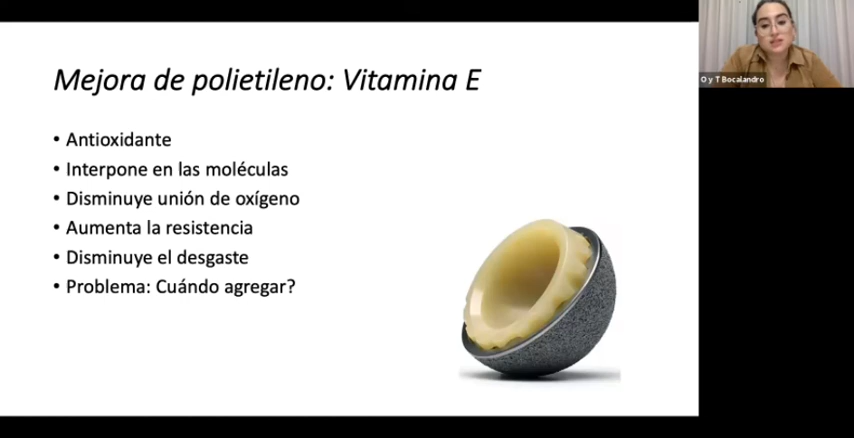 Mejora de polietileno: Vitamina E
• Antioxidante
• Interpone en las moléculas
• Disminuye unión de oxígeno
• Aumenta la resistencia
• Disminuye el desgaste
• Problema: Cuándo agregar?
O y T Bocalandro